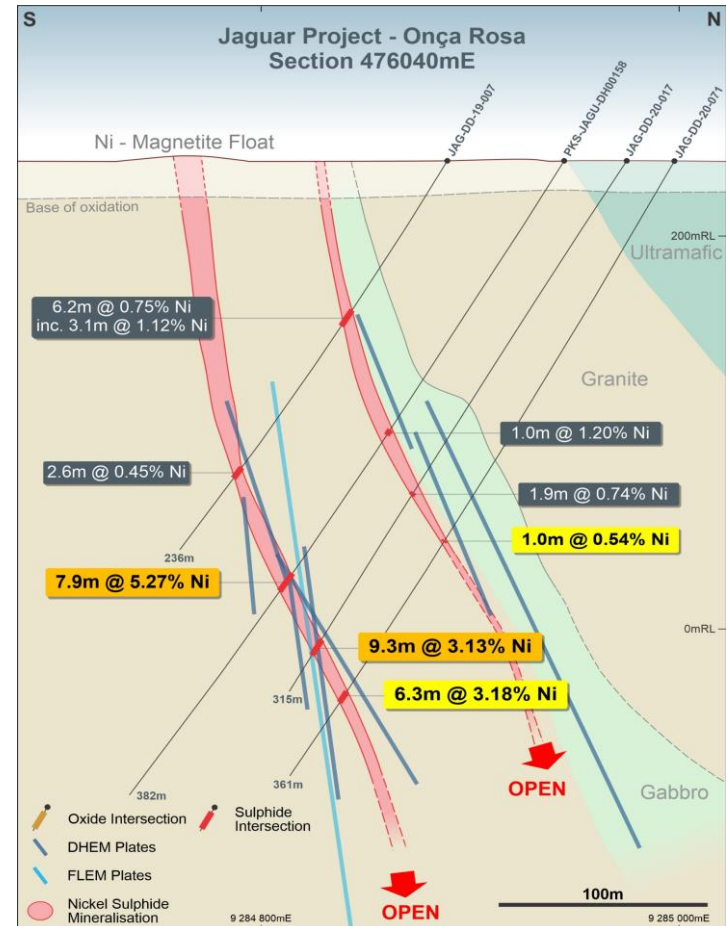 S
N
Jaguar Project - Onça Rosa
Section 476040mE
JAG-DD-19-007
PKS-JAGU-DH00158
JAG-DD-20-017
JAG-DD-20-071
Ni - Magnetite Float
Base of oxidation
200mRL
Ultramafic
6.2m @ 0.75% Ni
inc. 3.1m @ 1.12% Ni
Granite
1.0m @ 1.20% Ni
2.6m @ 0.45% Ni
1.9m @ 0.74% Ni
1.0m @ 0.54% Ni
236m
7.9m @ 5.27% Ni
0mRL
9.3m @ 3.13% Ni
315m
6.3m @ 3.18% Ni
361m
382m
OPEN
Gabbro
Oxide Intersection
Sulphide
Intersection
DHEM Plates
FLEM Plates
Nickel Sulphide
Mineralisation
OPEN
100m
9 284 800mE
9 285 000mE